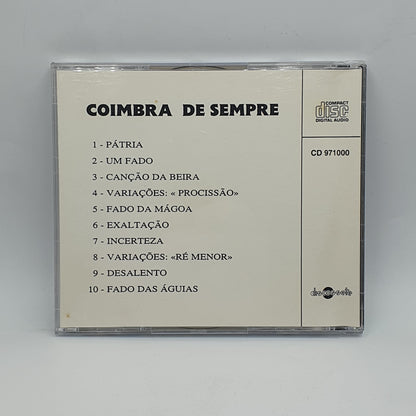 COIMBRA DE SEMPRE
1 - PÁTRIA
2 - UM FADO
3 - CANÇÃO DA BEIRA
4 - VARIAÇÕES: « PROCISSÃO»
5 - FADO DA MÁGOA
6 - EXALTAÇÃO
7 - INCERTEZA
8 - VARIAÇÕES: «RÉ MENOR»
9 - DESALENTO
10 - FADO DAS ÁGUIAS
COMPACT
disc
DIGITAL AUDIO
CD 971000